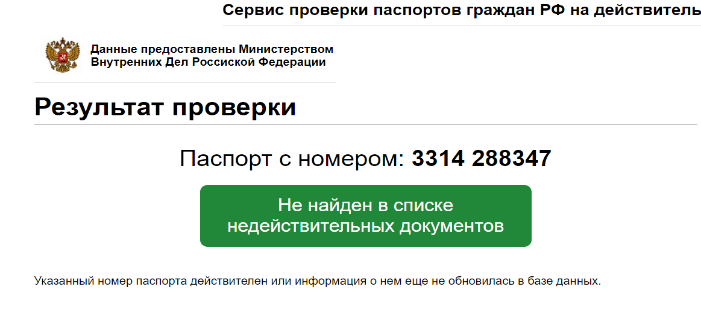 Сервис проверки паспортов граждан РФ на действитель
Данные предоставлены Министерством
Внутренних Дел Россиской Федерации
Результат проверки
Паспорт с номером: 3314 288347
Не найден в списке
недействительных документов
Указанный номер паспорта действителен или информация о нем еще не обновилась в базе данных.